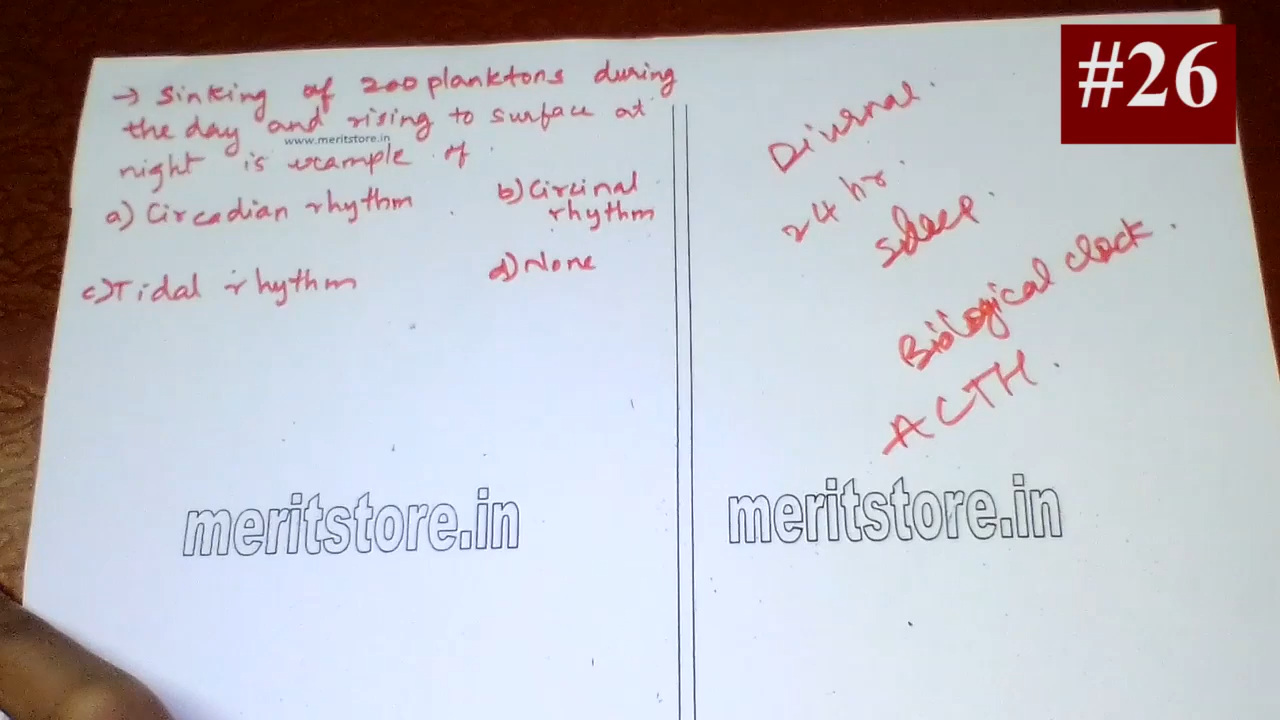 #26
→ Sinking of zooplanktons during
the day and rising to surface at
www.meritstore.in
night is example of
a) Circadian rhythm b) Circinal rhythm
c) Tidal rhythm d) None
Diurnal.
24 hr.
Biological clock.
ACTH.
meritstore.in
meritstore.in